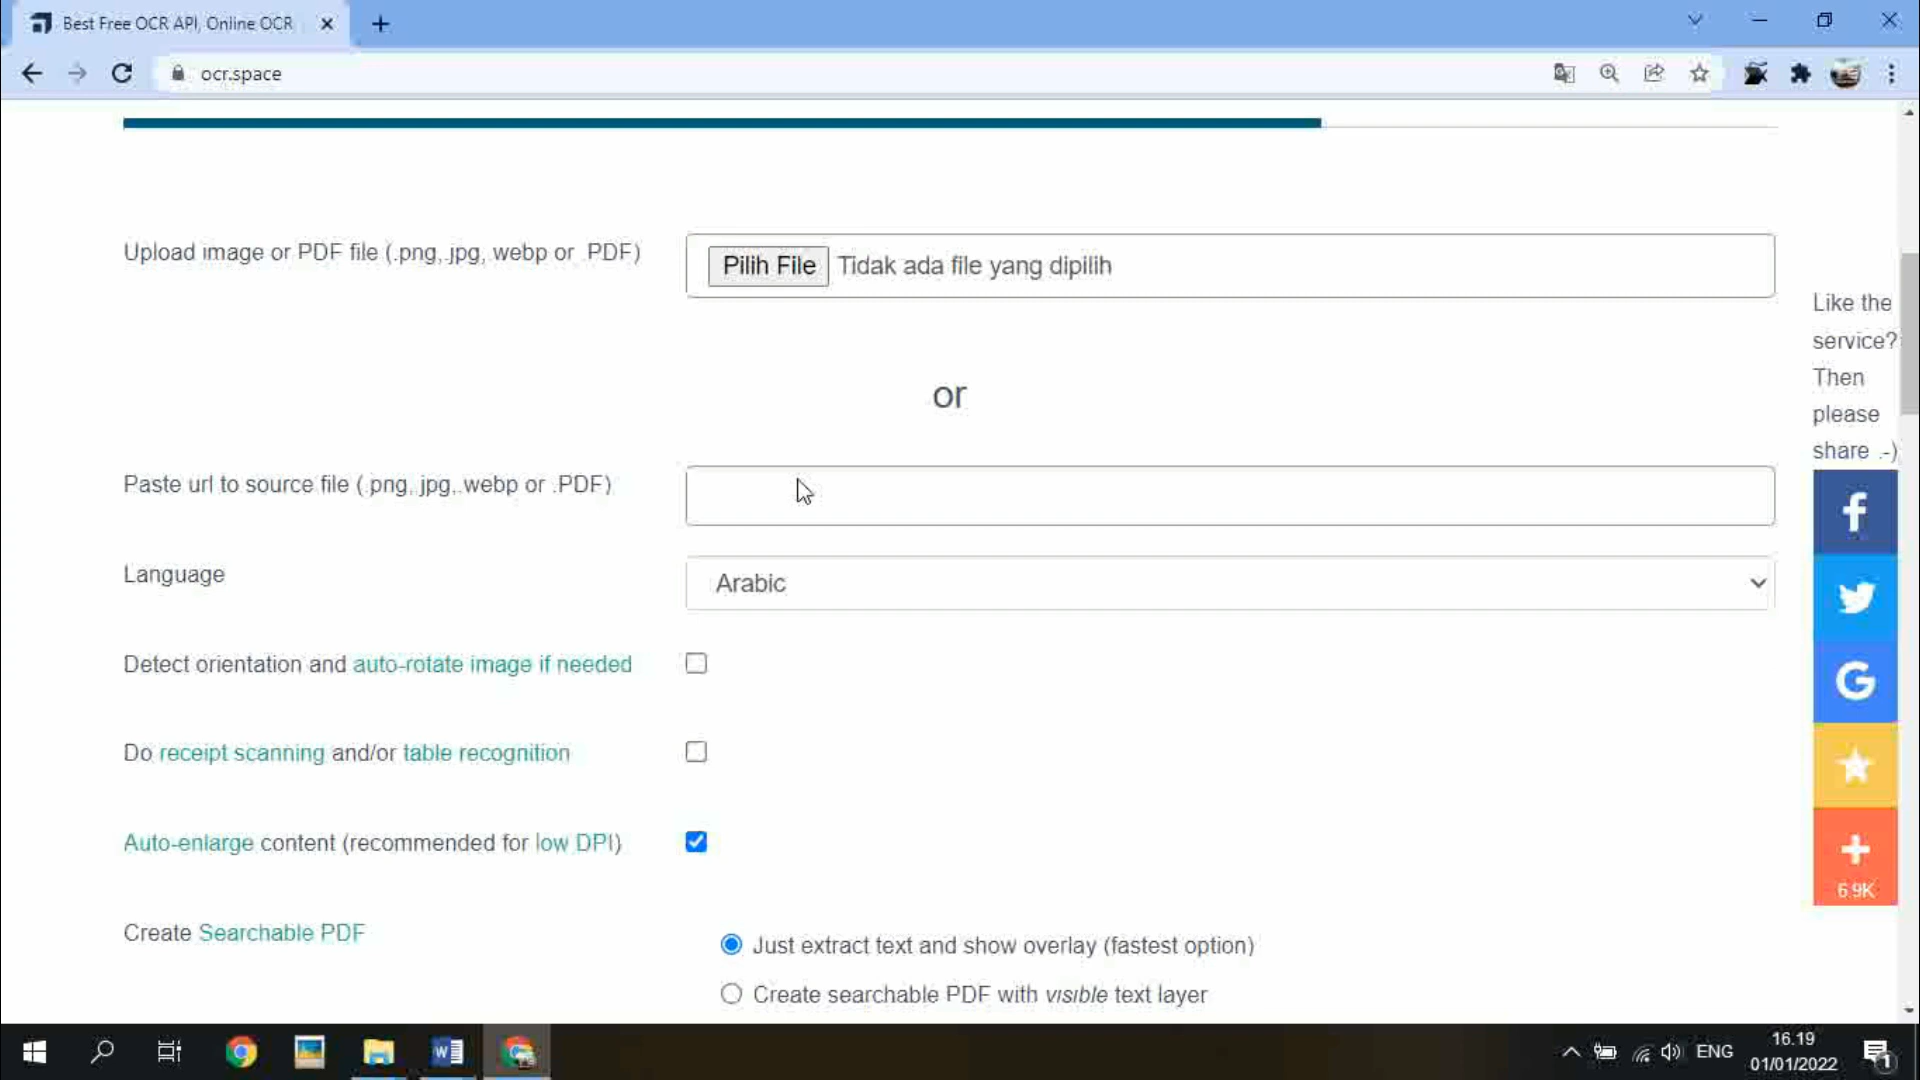 Best Free OCR API, Online OCR
ocr.space
Upload image or PDF file (.png,.jpg, webp or .PDF)
Pilih File Tidak ada file yang dipilih
or
Paste url to source file (.png,.jpg,.webp or .PDF)
Language
Arabic
Detect orientation and auto-rotate image if needed
Do receipt scanning and/or table recognition
Auto-enlarge content (recommended for low DPI)
Create Searchable PDF
Just extract text and show overlay (fastest option)
Create searchable PDF with visible text layer
Like the
service?
Then
please
share :-)
6.9K
ENG
16.19
01/01/2022
1